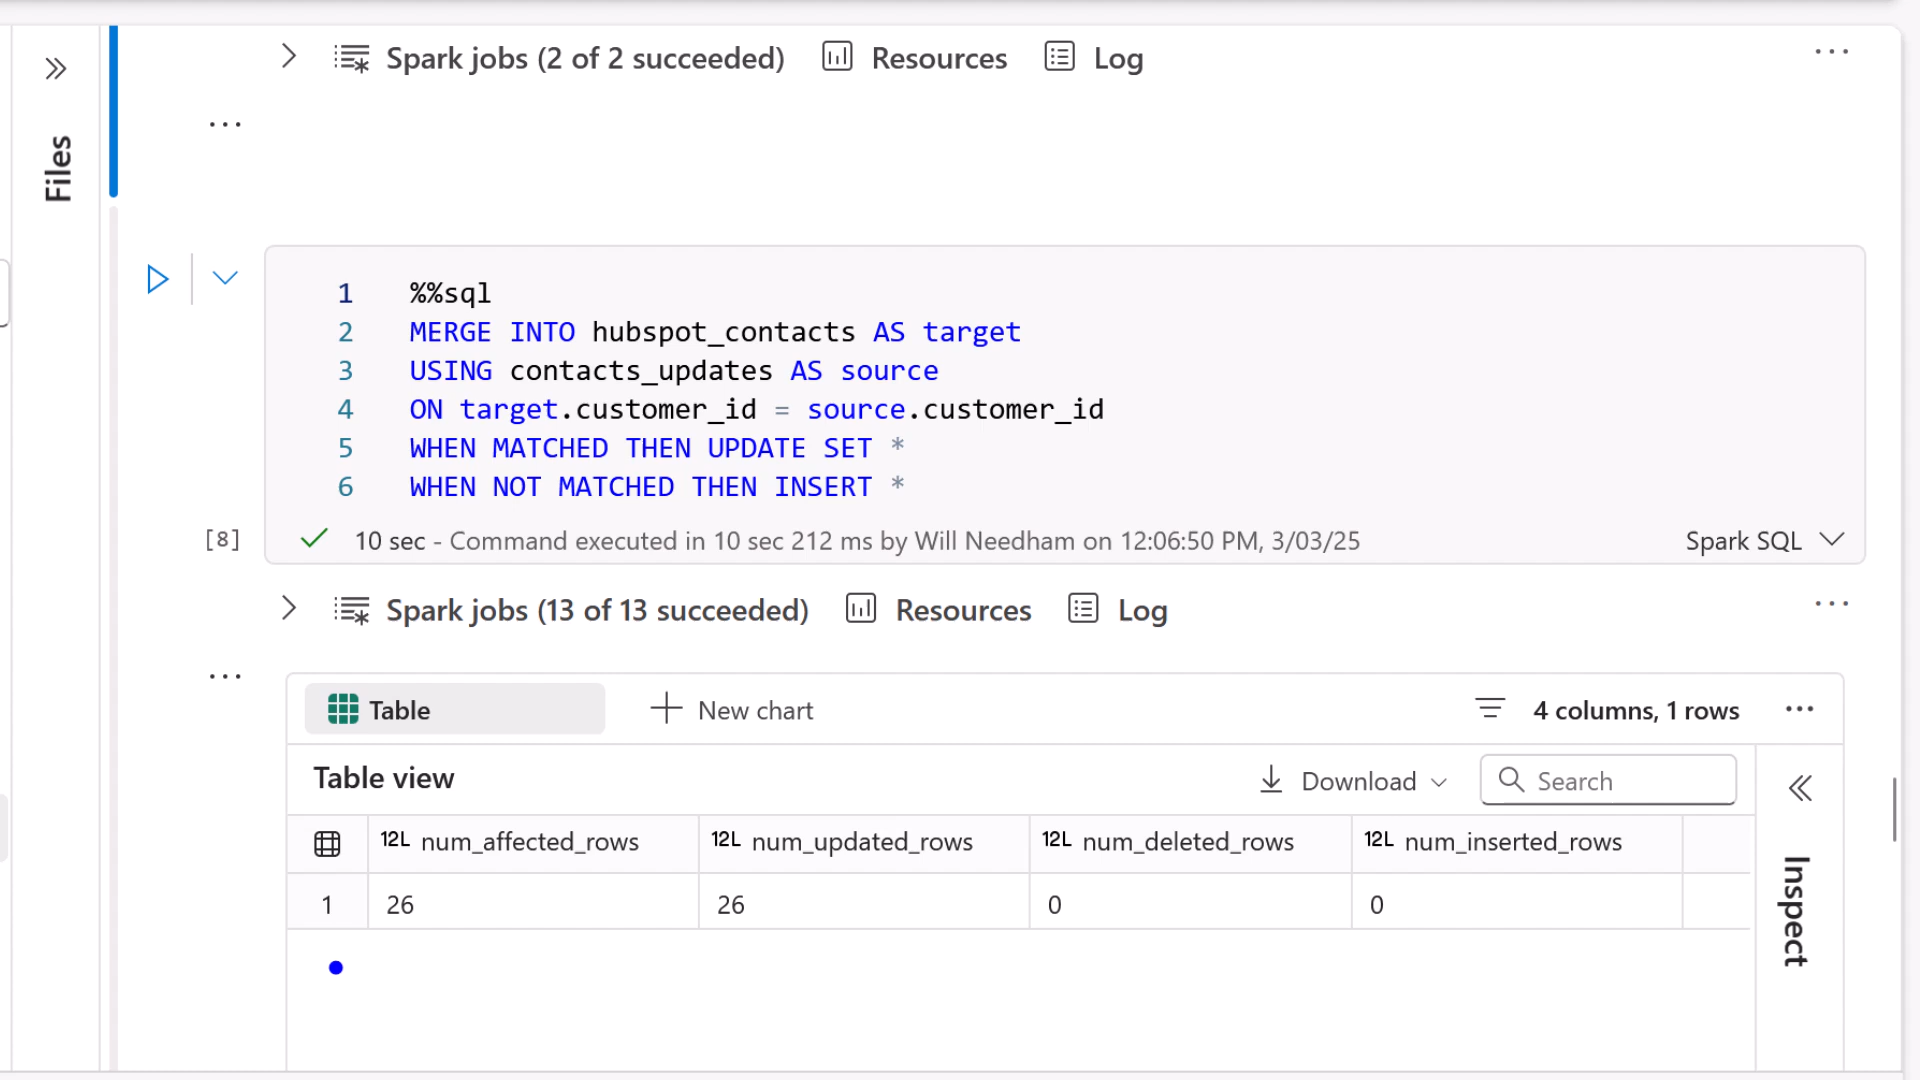 Files
Spark jobs (2 of 2 succeeded) Resources Log
1 %%sql
2 MERGE INTO hubspot_contacts AS target
3 USING contacts_updates AS source
4 ON target.customer_id = source.customer_id
5 WHEN MATCHED THEN UPDATE SET *
6 WHEN NOT MATCHED THEN INSERT *
[8] 10 sec - Command executed in 10 sec 212 ms by Will Needham on 12:06:50 PM, 3/03/25 Spark SQL
Spark jobs (13 of 13 succeeded) Resources Log
Table New chart 4 columns, 1 rows
Table view Download Search
12L num_affected_rows 12L num_updated_rows 12L num_deleted_rows 12L num_inserted_rows
1 26 26 0 0
Inspect